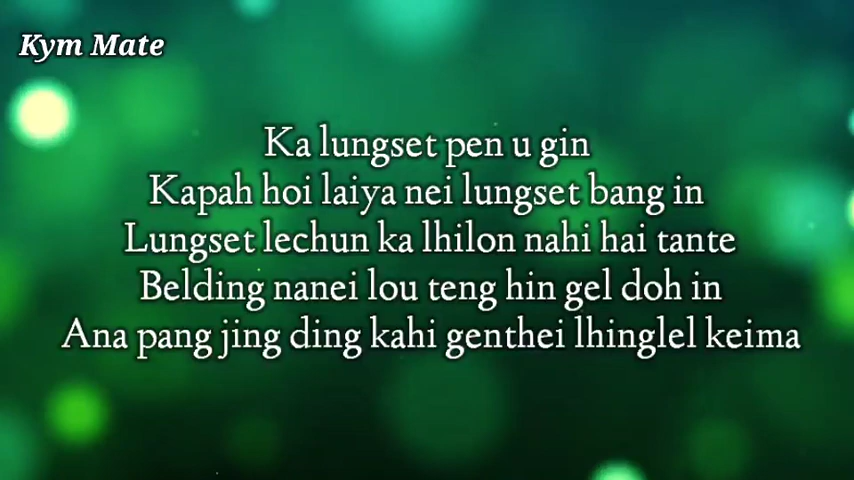 Kym Mate
Ka lungset pen u gin
Kapah hoi laiya nei lungset bang in
Lungset lechun ka lhilon nahi hai tante
Belding nanei lou teng hin gel doh in
Ana pang jing ding kahi genthei lhinglel keima